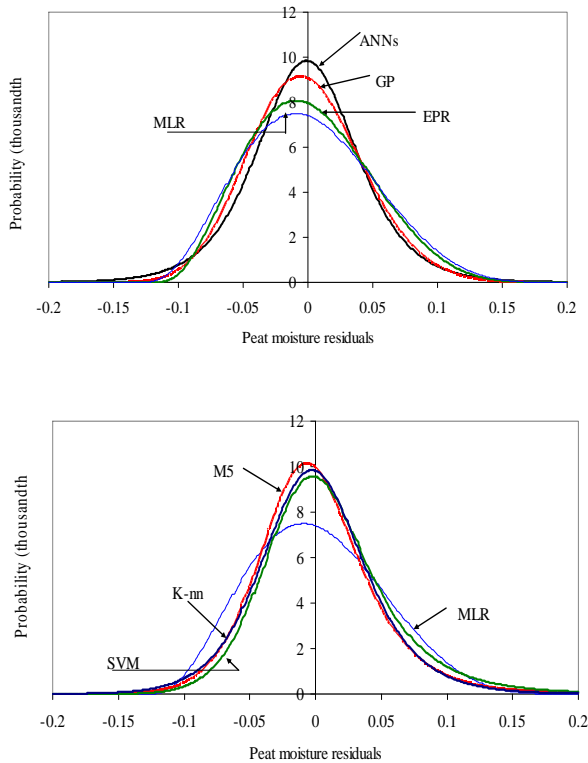 12
10
8
6
4
2
0
Probability (thousandth
ANNs
GP
EPR
MLR
-0.2 -0.15 -0.1 -0.05 0 0.05 0.1 0.15 0.2
Peat moisture residuals
12
10
8
6
4
2
0
Probability (thousandth
M5
K-nn
SVM
MLR
-0.2 -0.15 -0.1 -0.05 0 0.05 0.1 0.15 0.2
Peat moisture residuals